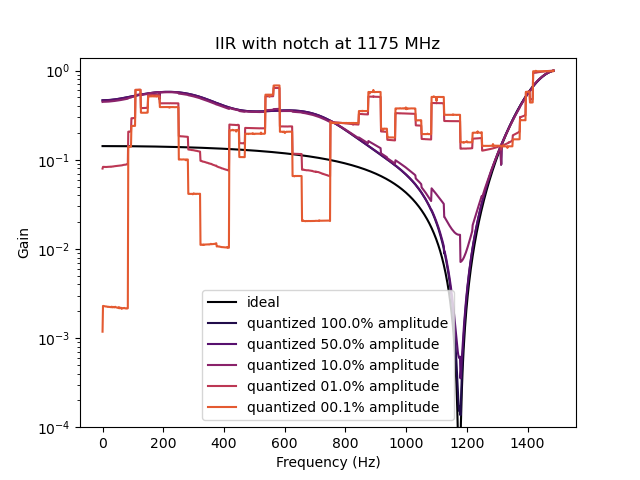 IIR with notch at 1175 MHz
Gain
10⁰
10⁻¹
10⁻²
10⁻³
10⁻⁴
ideal
quantized 100.0% amplitude
quantized 50.0% amplitude
quantized 10.0% amplitude
quantized 01.0% amplitude
quantized 00.1% amplitude
0 200 400 600 800 1000 1200 1400
Frequency (Hz)